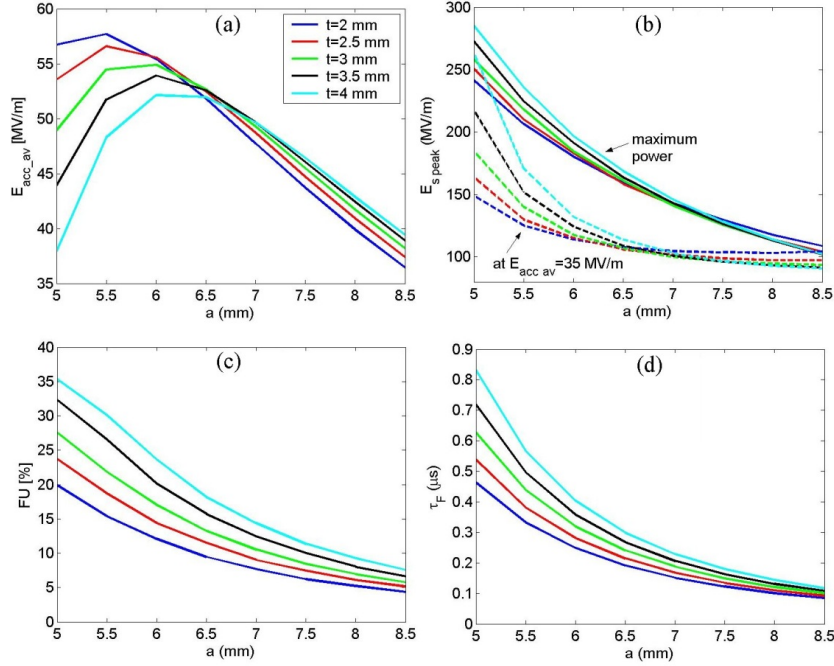 (a)
t=2 mm
t=2.5 mm
t=3 mm
t=3.5 mm
t=4 mm
E_acc_av [MV/m]
60
55
50
45
40
35
5 5.5 6 6.5 7 7.5 8 8.5
a (mm)
(b)
maximum
power
at E_acc av=35 MV/m
E_s peak (MV/m)
300
250
200
150
100
5 5.5 6 6.5 7 7.5 8 8.5
a (mm)
(c)
FU [%]
40
35
30
25
20
15
10
5
0
5 5.5 6 6.5 7 7.5 8 8.5
a (mm)
(d)
τ_F (μs)
0.9
0.8
0.7
0.6
0.5
0.4
0.3
0.2
0.1
0
5 5.5 6 6.5 7 7.5 8 8.5
a (mm)